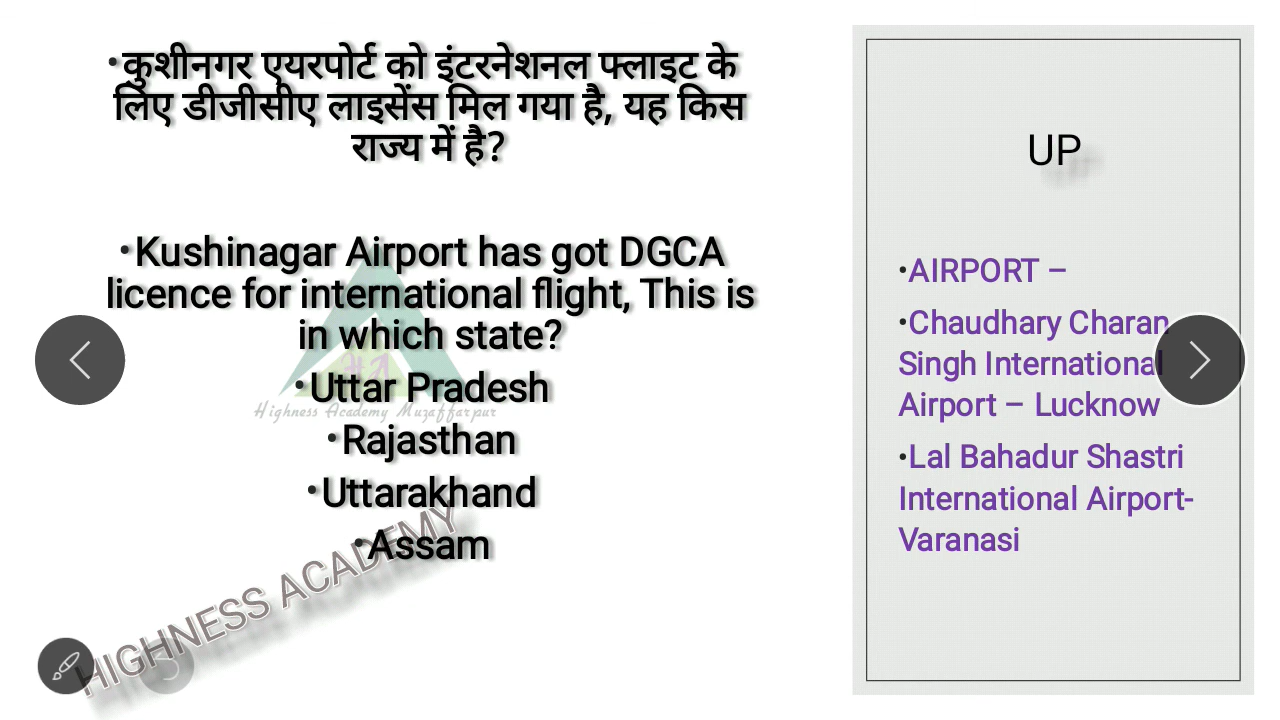 •कुशीनगर एयरपोर्ट को इंटरनेशनल फ्लाइट के
लिए डीजीसीए लाइसेंस मिल गया है, यह किस
राज्य में है?
•Kushinagar Airport has got DGCA
licence for international flight, This is
in which state?
•Uttar Pradesh
•Rajasthan
•Uttarakhand
•Assam
HA
Highness Academy Muzaffarpur
HIGHNESS ACADEMY
UP
•AIRPORT –
•Chaudhary Charan
Singh International
Airport – Lucknow
•Lal Bahadur Shastri
International Airport-
Varanasi